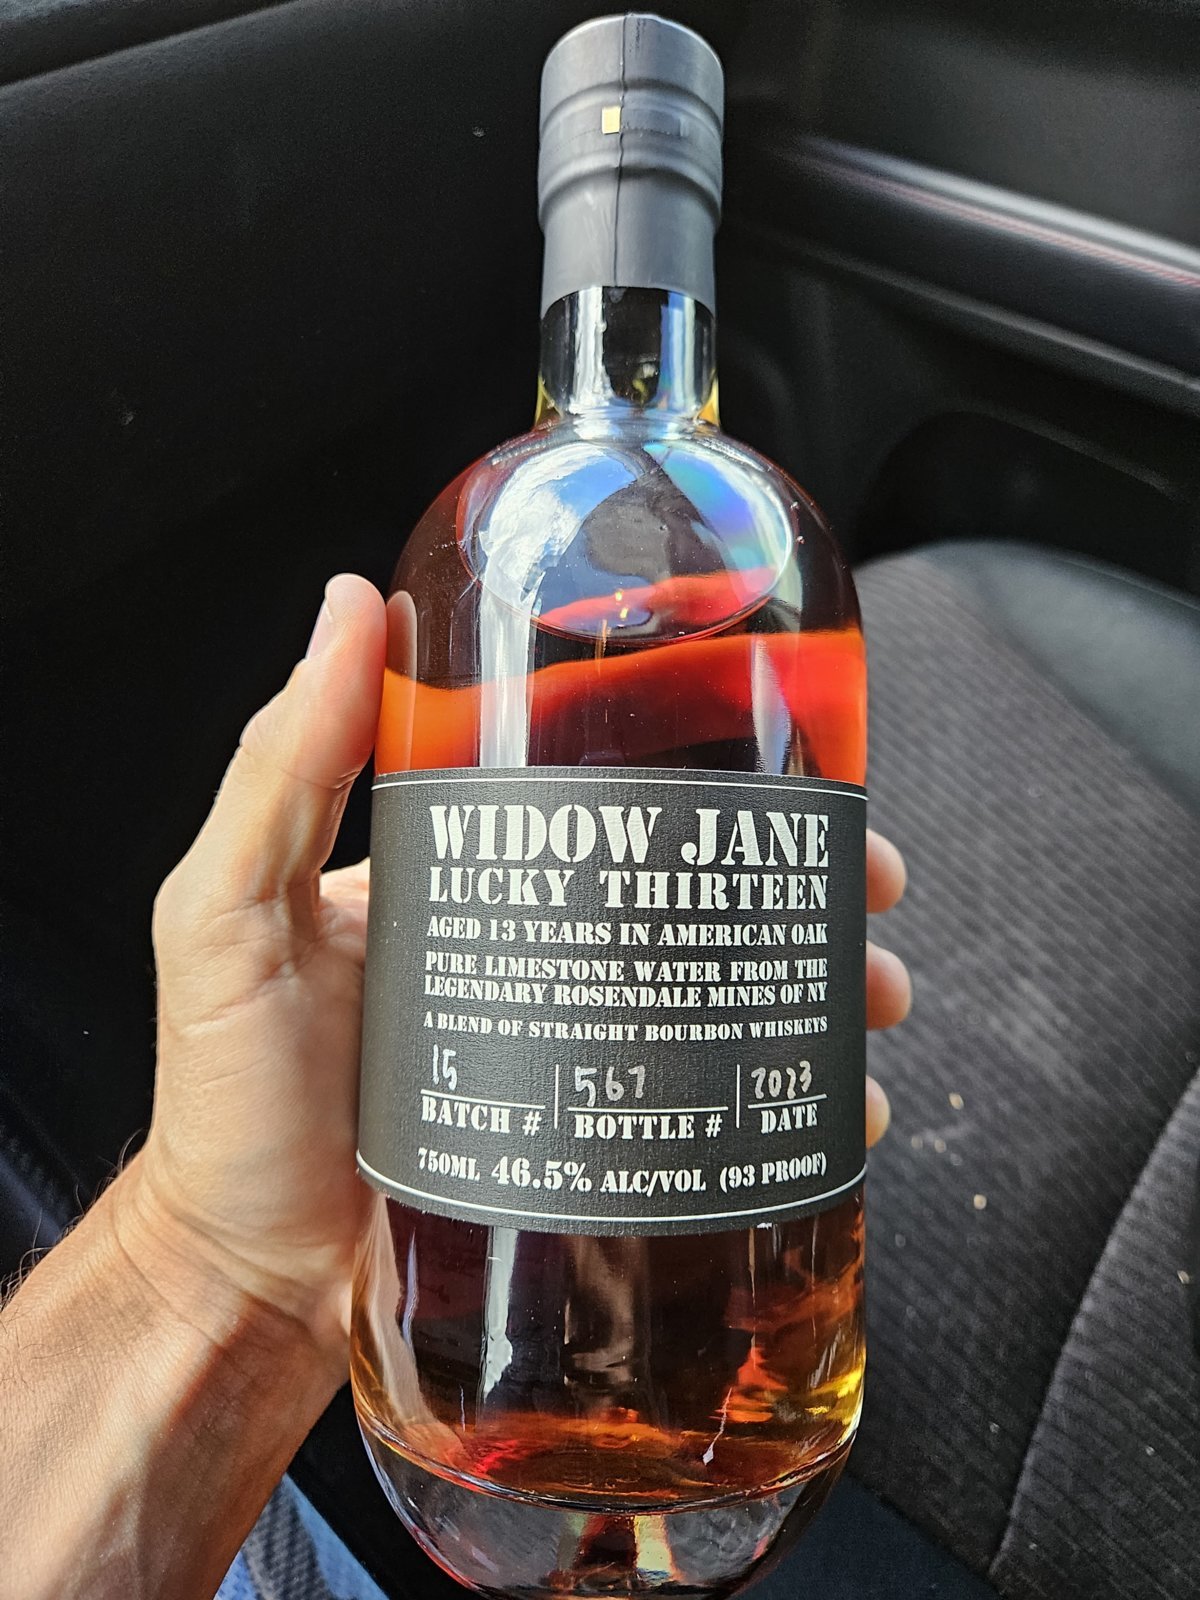 WIDOW JANE
LUCKY THIRTEEN
AGED 13 YEARS IN AMERICAN OAK
PURE LIMESTONE WATER FROM THE
LEGENDARY ROSENDALE MINES OF NY
A BLEND OF STRAIGHT BOURBON WHISKEYS
15 567 2023
BATCH # BOTTLE # DATE
750ML 46.5% ALC/VOL (93 PROOF)